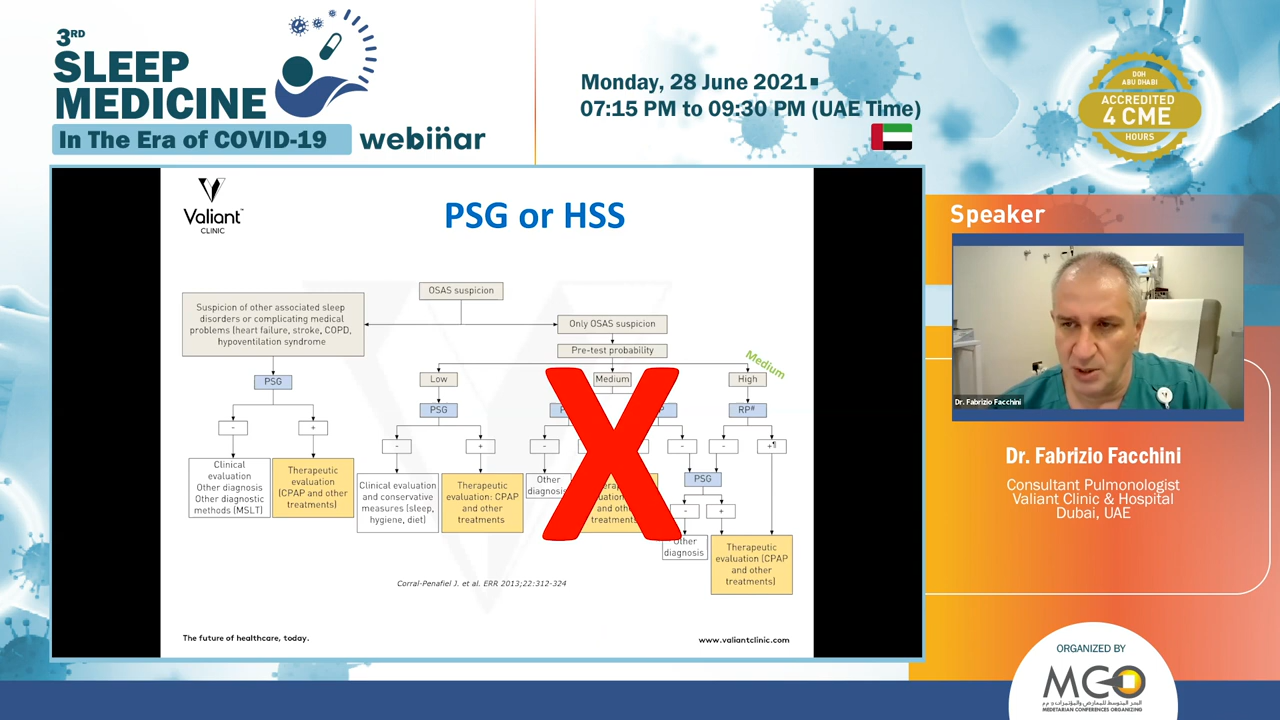 3RD
SLEEP
MEDICINE
In The Era of COVID-19
webinar
Monday, 28 June 2021
07:15 PM to 09:30 PM (UAE Time)
DOH
ABU DHABI
ACCREDITED
4 CME
HOURS
Valiant™
CLINIC
PSG or HSS
OSAS suspicion
Suspicion of other associated sleep
disorders or complicating medical
problems (heart failure, stroke, COPD,
hypoventilation syndrome
Only OSAS suspicion
Pre-test probability
Medium
PSG
Low
Medium
High
PSG
RP#
-
+
-
+
-
-
-
+¶
Clinical
evaluation
Other diagnosis
Other diagnostic
methods (MSLT)
Therapeutic
evaluation
(CPAP and other
treatments)
Clinical evaluation
and conservative
measures (sleep,
hygiene, diet)
Therapeutic
evaluation: CPAP
and other
treatments
Other
diagnosis
and other
PSG
-
+
Other
diagnosis
Therapeutic
evaluation (CPAP
and other
treatments)
X
Corral-Penafiel J. et al. ERR 2013;22:312-324
The future of healthcare, today.
www.valiantclinic.com
Speaker
Dr. Fabrizio Facchini
Dr. Fabrizio Facchini
Consultant Pulmonologist
Valiant Clinic & Hospital
Dubai, UAE
ORGANIZED BY
MCO
MEDETARIAN CONFERENCES ORGANIZING